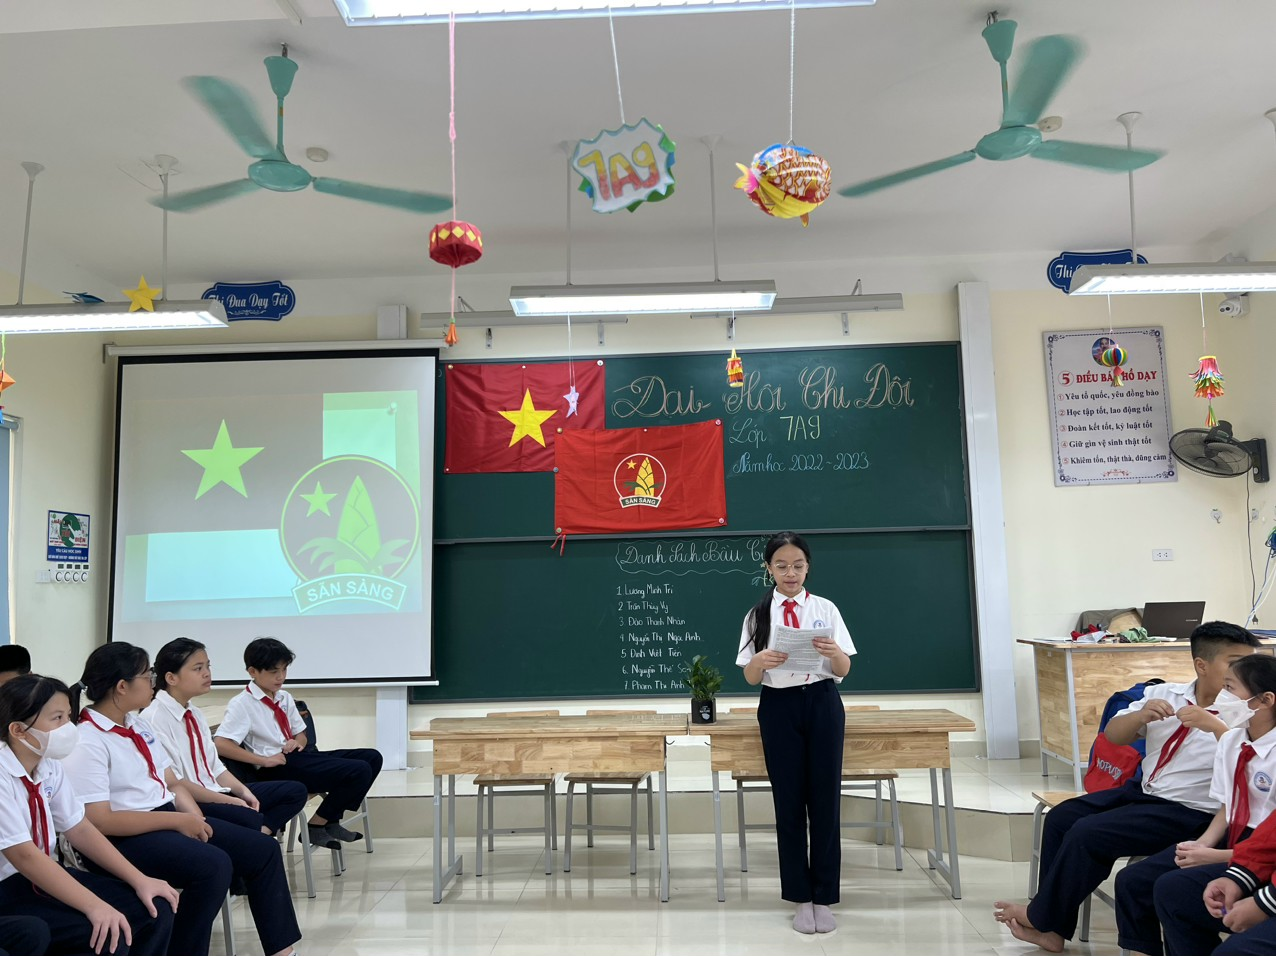 7A9
Thi Đua Dạy Tốt
Thi
Đại Hội Chi Đội
Lớp 7A9
Năm học 2022 - 2023
SẴN SÀNG
SẴN SÀNG
Danh Sách Bầu
1. Lương Minh Trí
2. Trần Thùy Vy
3. Đào Thanh Nhàn
4. Nguyễn Thị Ngọc Anh
5. Đinh Việt Tiến
6. Nguyễn Thế
7. Phạm Thị Anh
5 ĐIỀU BÁC HỒ DẠY
1 Yêu tổ quốc, yêu đồng bào
2 Học tập tốt, lao động tốt
3 Đoàn kết tốt, kỷ luật tốt
4 Giữ gìn vệ sinh thật tốt
5 Khiêm tốn, thật thà, dũng cảm